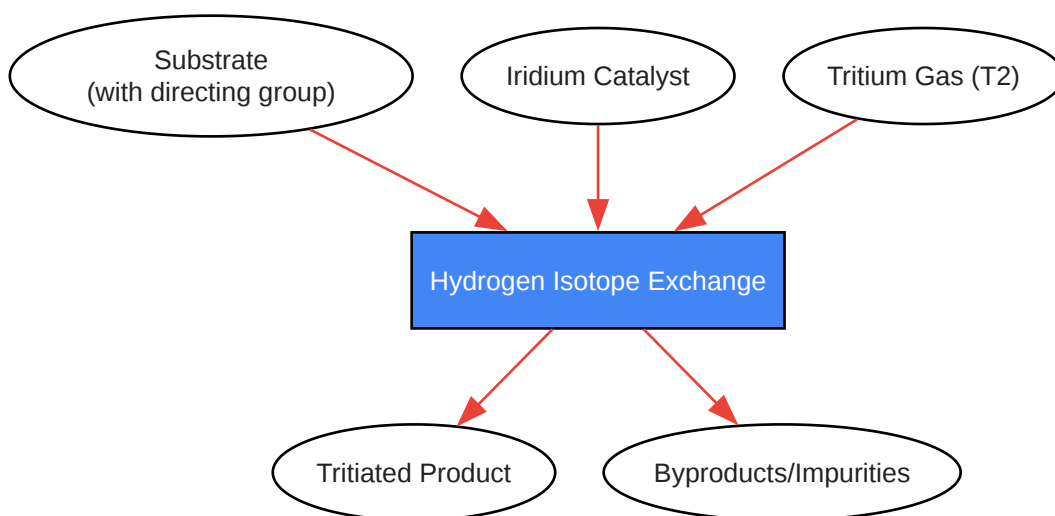 Substrate
(with directing group)
Iridium Catalyst
Tritium Gas (T2)
Hydrogen Isotope Exchange
Tritiated Product
Byproducts/Impurities